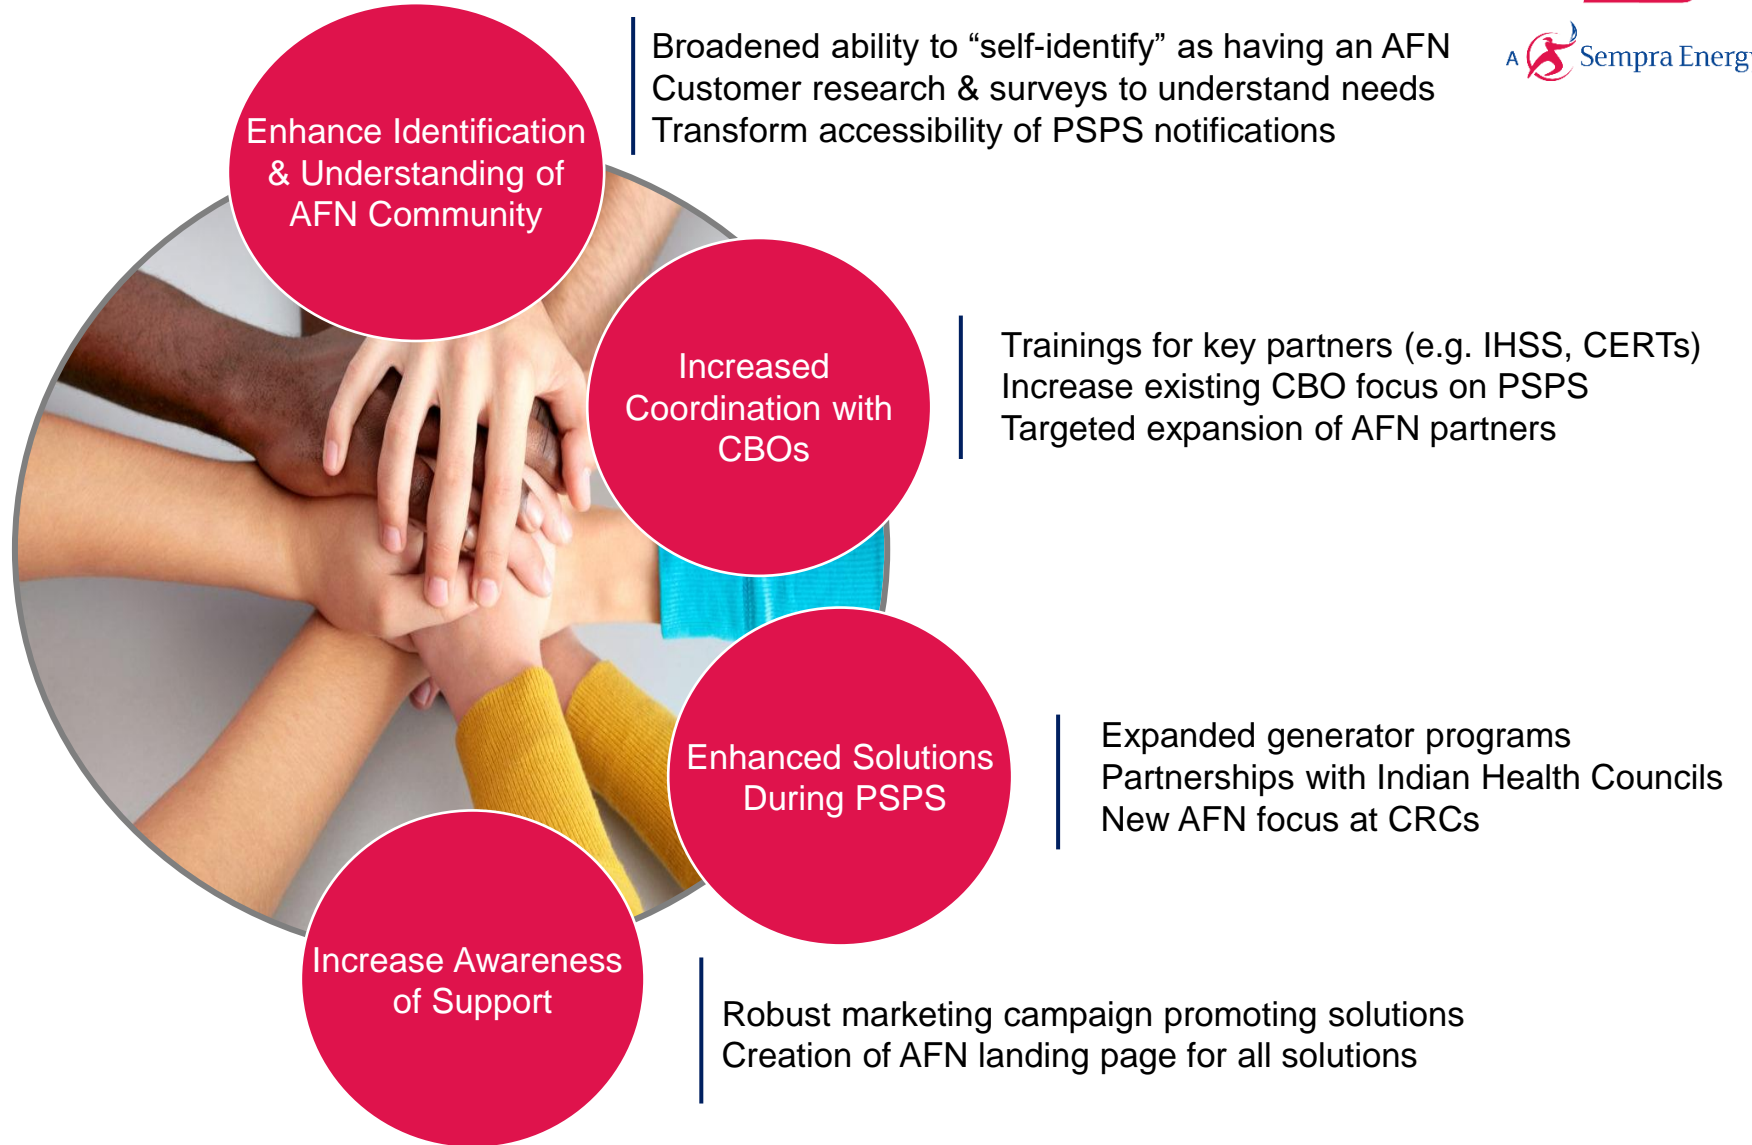 Broadened ability to “self-identify” as having an AFN
Customer research & surveys to understand needs
Transform accessibility of PSPS notifications
A Sempra Energy
Enhance Identification
& Understanding of
AFN Community
Increased
Coordination with
CBOs
Trainings for key partners (e.g. IHSS, CERTs)
Increase existing CBO focus on PSPS
Targeted expansion of AFN partners
Enhanced Solutions
During PSPS
Expanded generator programs
Partnerships with Indian Health Councils
New AFN focus at CRCs
Increase Awareness
of Support
Robust marketing campaign promoting solutions
Creation of AFN landing page for all solutions